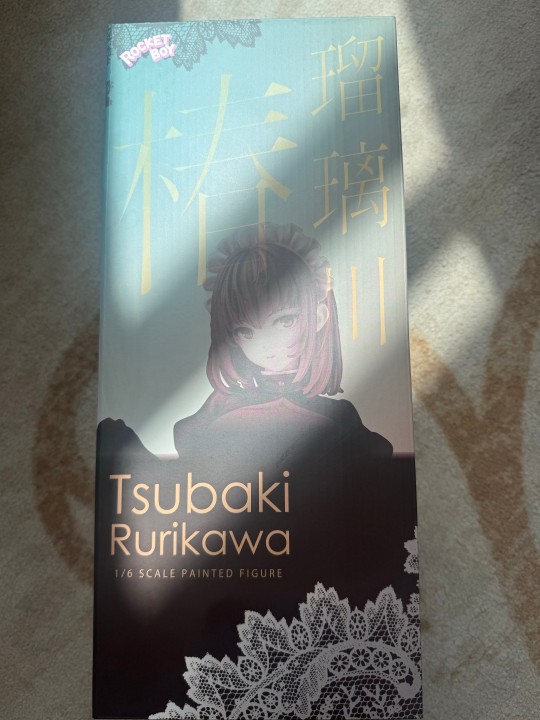 ROCKET
BOY
瑠璃川
椿
Tsubaki
Rurikawa
1/6 SCALE PAINTED FIGURE